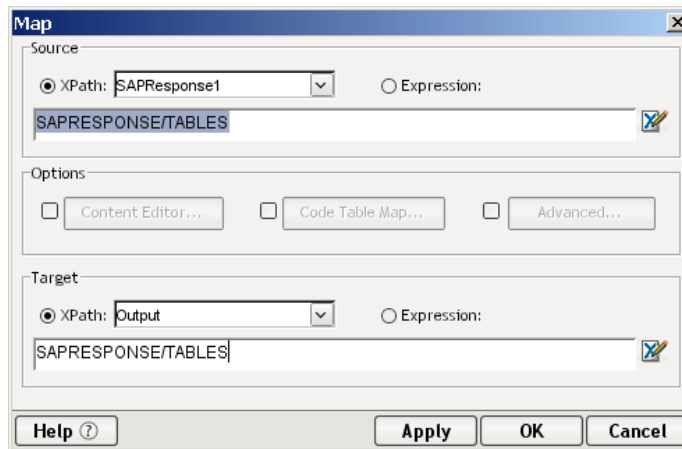 Map
Source
XPath: SAPResponse1 Expression:
SAPRESPONSE/TABLES
Options
Content Editor... Code Table Map... Advanced...
Target
XPath: Output Expression:
SAPRESPONSE/TABLES
Help ? Apply OK Cancel